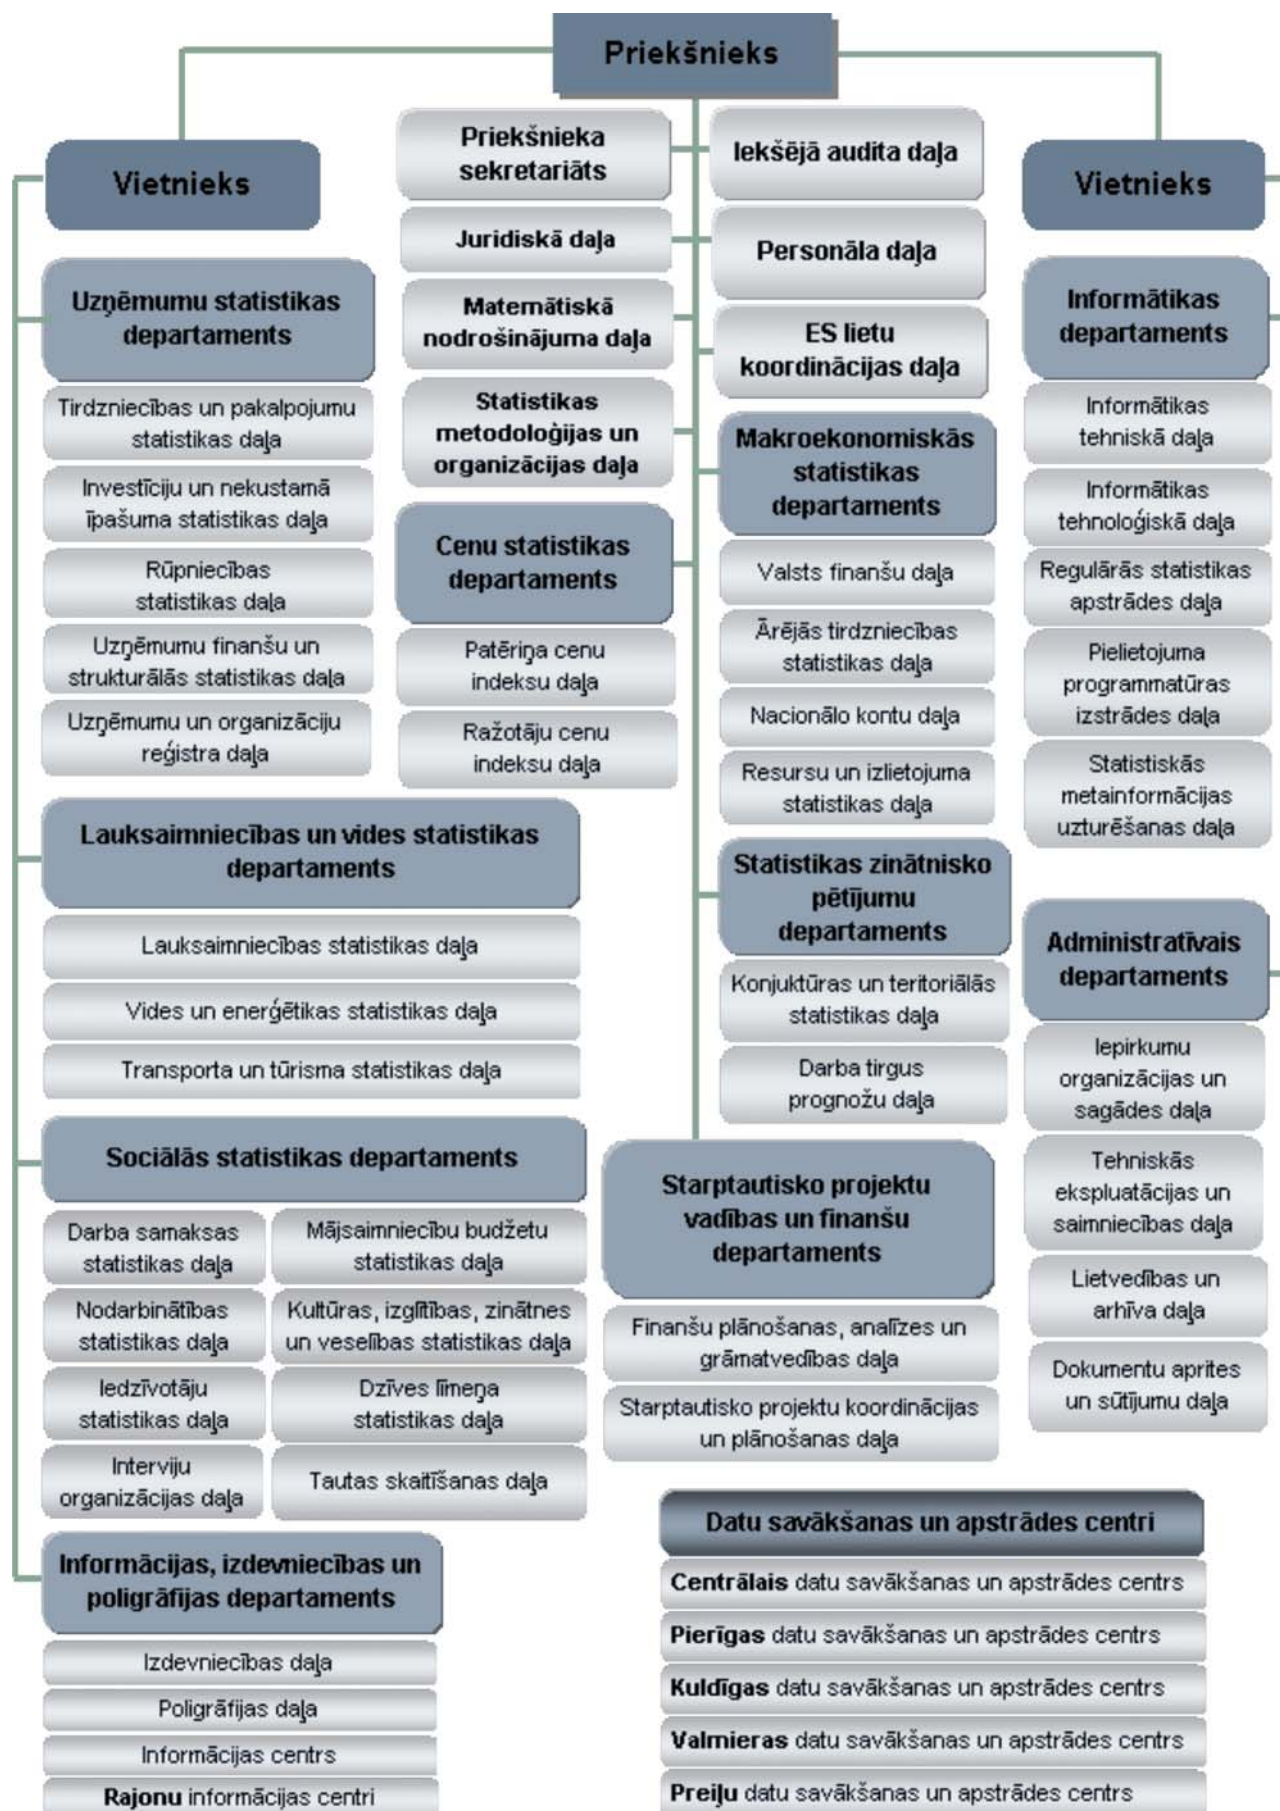 Priekšnieks
Vietnieks
Priekšnieka
sekretariāts
Iekšējā audita daļa
Vietnieks
Juridiskā daļa
Personāla daļa
Matemātiskā
nodrošinājuma daļa
ES lietu
koordinācijas daļa
Statistikas
metodoloģijas un
organizācijas daļa
Uzņēmumu statistikas
departaments
Tirdzniecības un pakalpojumu
statistikas daļa
Investīciju un nekustamā
īpašuma statistikas daļa
Rūpniecības
statistikas daļa
Uzņēmumu finanšu un
strukturālās statistikas daļa
Uzņēmumu un organizāciju
reģistra daļa
Lauksaimniecības un vides statistikas
departaments
Lauksaimniecības statistikas daļa
Vides un enerģētikas statistikas daļa
Transporta un tūrisma statistikas daļa
Sociālās statistikas departaments
Darba samaksas
statistikas daļa
Mājsaimniecību budžetu
statistikas daļa
Nodarbinātības
statistikas daļa
Kultūras, izglītības, zinātnes
un veselības statistikas daļa
Iedzīvotāju
statistikas daļa
Dzīves līmeņa
statistikas daļa
Interviju
organizācijas daļa
Tautas skaitīšanas daļa
Informācijas, izdevniecības un
poligrāfijas departaments
Izdevniecības daļa
Poligrāfijas daļa
Informācijas centrs
Rajonu informācijas centri
Cenu statistikas
departaments
Patēriņa cenu
indeksu daļa
Ražotāju cenu
indeksu daļa
Makroekonomiskās
statistikas
departaments
Valsts finanšu daļa
Ārējās tirdzniecības
statistikas daļa
Nacionālo kontu daļa
Resursu un izlietojuma
statistikas daļa
Statistikas zinātnisko
pētījumu
departaments
Konjuktūras un teritoriālās
statistikas daļa
Darba tirgus
prognožu daļa
Starptautisko projektu
vadības un finanšu
departaments
Finanšu plānošanas, analīzes un
grāmatvedības daļa
Starptautisko projektu koordinācijas
un plānošanas daļa
Informātikas
departaments
Informātikas
tehniskā daļa
Informātikas
tehnoloģiskā daļa
Regulārās statistikas
apstrādes daļa
Pielietojuma
programmatūras
izstrādes daļa
Statistiskās
metainformācijas
uzturēšanas daļa
Administratīvais
departaments
Iepirkumu
organizācijas un
sagādes daļa
Tehniskās
ekspluatācijas un
saimniecības daļa
Lietvedības un
arhīva daļa
Dokumentu aprites
un sūtījumu daļa
Datu savākšanas un apstrādes centri
Centrālais datu savākšanas un apstrādes centrs
Pierīgas datu savākšanas un apstrādes centrs
Kuldīgas datu savākšanas un apstrādes centrs
Valmieras datu savākšanas un apstrādes centrs
Preiļu datu savākšanas un apstrādes centrs